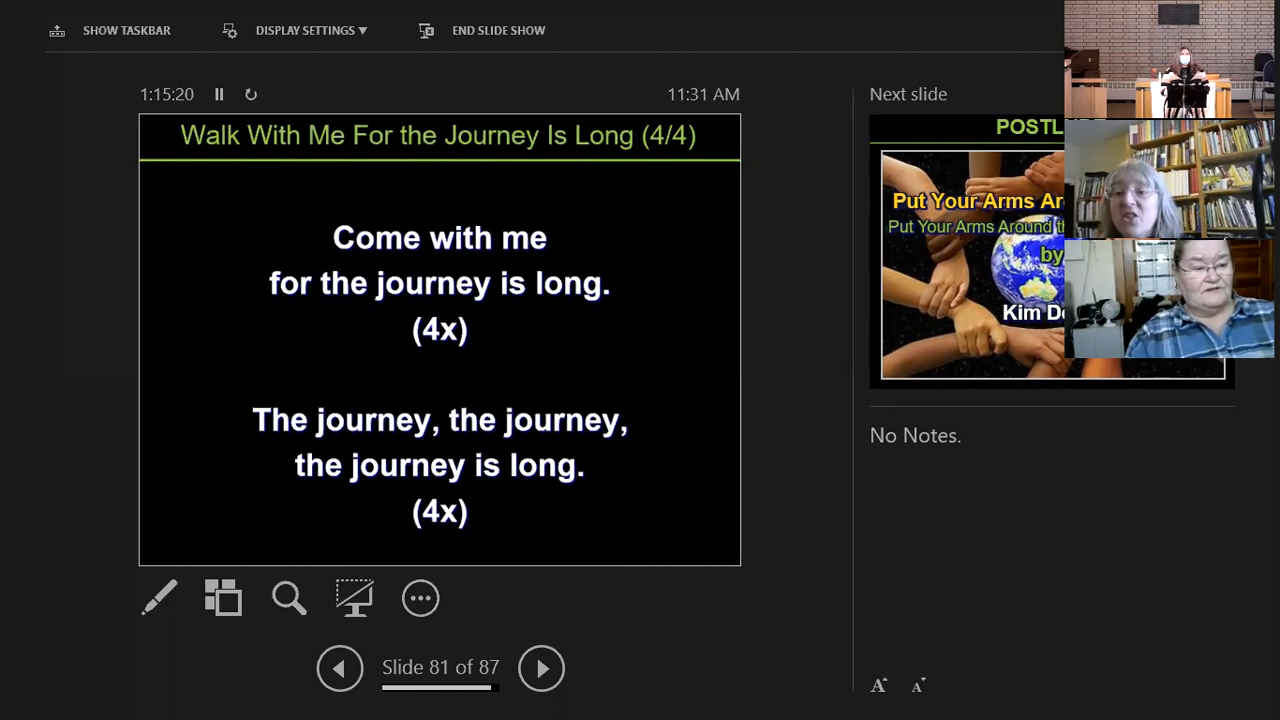 SHOW TASKBAR
DISPLAY SETTINGS
END SLIDE SHOW
1:15:20
11:31 AM
Walk With Me For the Journey Is Long (4/4)
Come with me
for the journey is long.
(4x)
The journey, the journey,
the journey is long.
(4x)
Slide 81 of 87
Next slide
Put Your Arms
Put Your Arms Around
by
Kim
No Notes.
A A